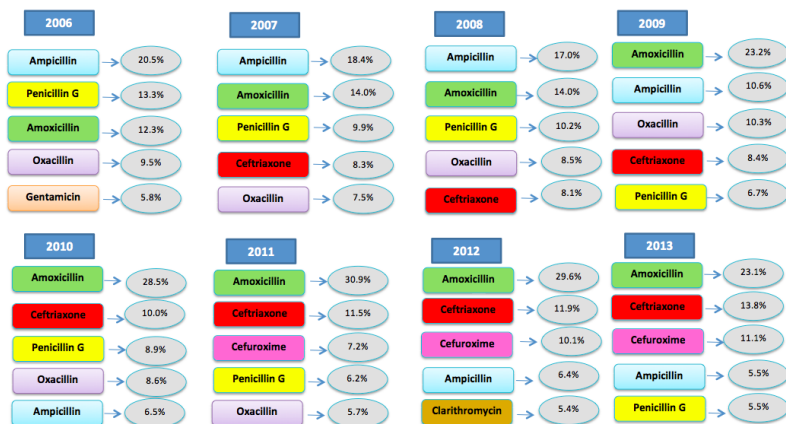 2006
Ampicillin 20.5%
Penicillin G 13.3%
Amoxicillin 12.3%
Oxacillin 9.5%
Gentamicin 5.8%
2007
Ampicillin 18.4%
Amoxicillin 14.0%
Penicillin G 9.9%
Ceftriaxone 8.3%
Oxacillin 7.5%
2008
Ampicillin 17.0%
Amoxicillin 14.0%
Penicillin G 10.2%
Oxacillin 8.5%
Ceftriaxone 8.1%
2009
Amoxicillin 23.2%
Ampicillin 10.6%
Oxacillin 10.3%
Ceftriaxone 8.4%
Penicillin G 6.7%
2010
Amoxicillin 28.5%
Ceftriaxone 10.0%
Penicillin G 8.9%
Oxacillin 8.6%
Ampicillin 6.5%
2011
Amoxicillin 30.9%
Ceftriaxone 11.5%
Cefuroxime 7.2%
Penicillin G 6.2%
Oxacillin 5.7%
2012
Amoxicillin 29.6%
Ceftriaxone 11.9%
Cefuroxime 10.1%
Ampicillin 6.4%
Clarithromycin 5.4%
2013
Amoxicillin 23.1%
Ceftriaxone 13.8%
Cefuroxime 11.1%
Ampicillin 5.5%
Penicillin G 5.5%